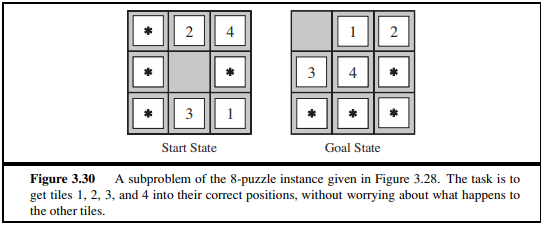 * 2 4
* *
* 3 1
Start State
1 2
3 4 *
* * *
Goal State
Figure 3.30 A subproblem of the 8-puzzle instance given in Figure 3.28. The task is to
get tiles 1, 2, 3, and 4 into their correct positions, without worrying about what happens to
the other tiles.